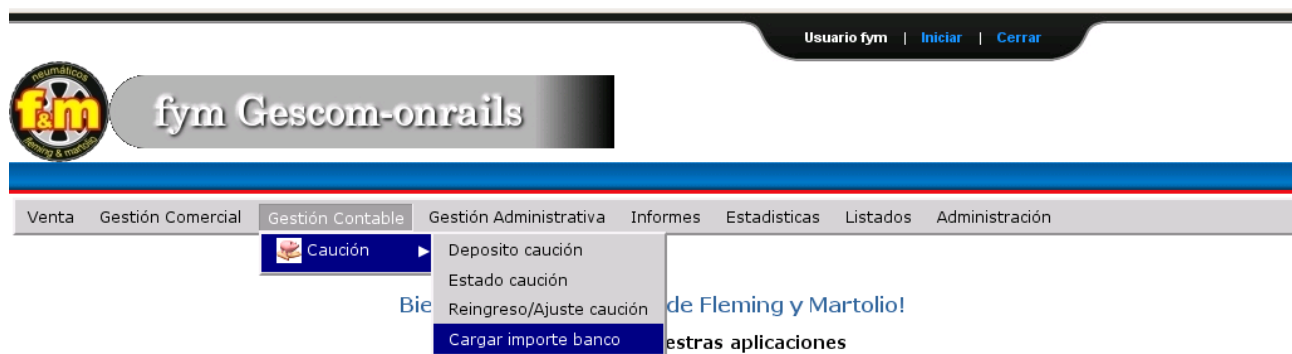 Usuario fym | Iniciar | Cerrar
neumáticos
f&m
fleming & martolio
fym Gescom-onrails
Venta Gestión Comercial Gestión Contable Gestión Administrativa Informes Estadisticas Listados Administración
Caución
Deposito caución
Estado caución
Reingreso/Ajuste caución
Cargar importe banco
Bie de Fleming y Martolio!
estras aplicaciones